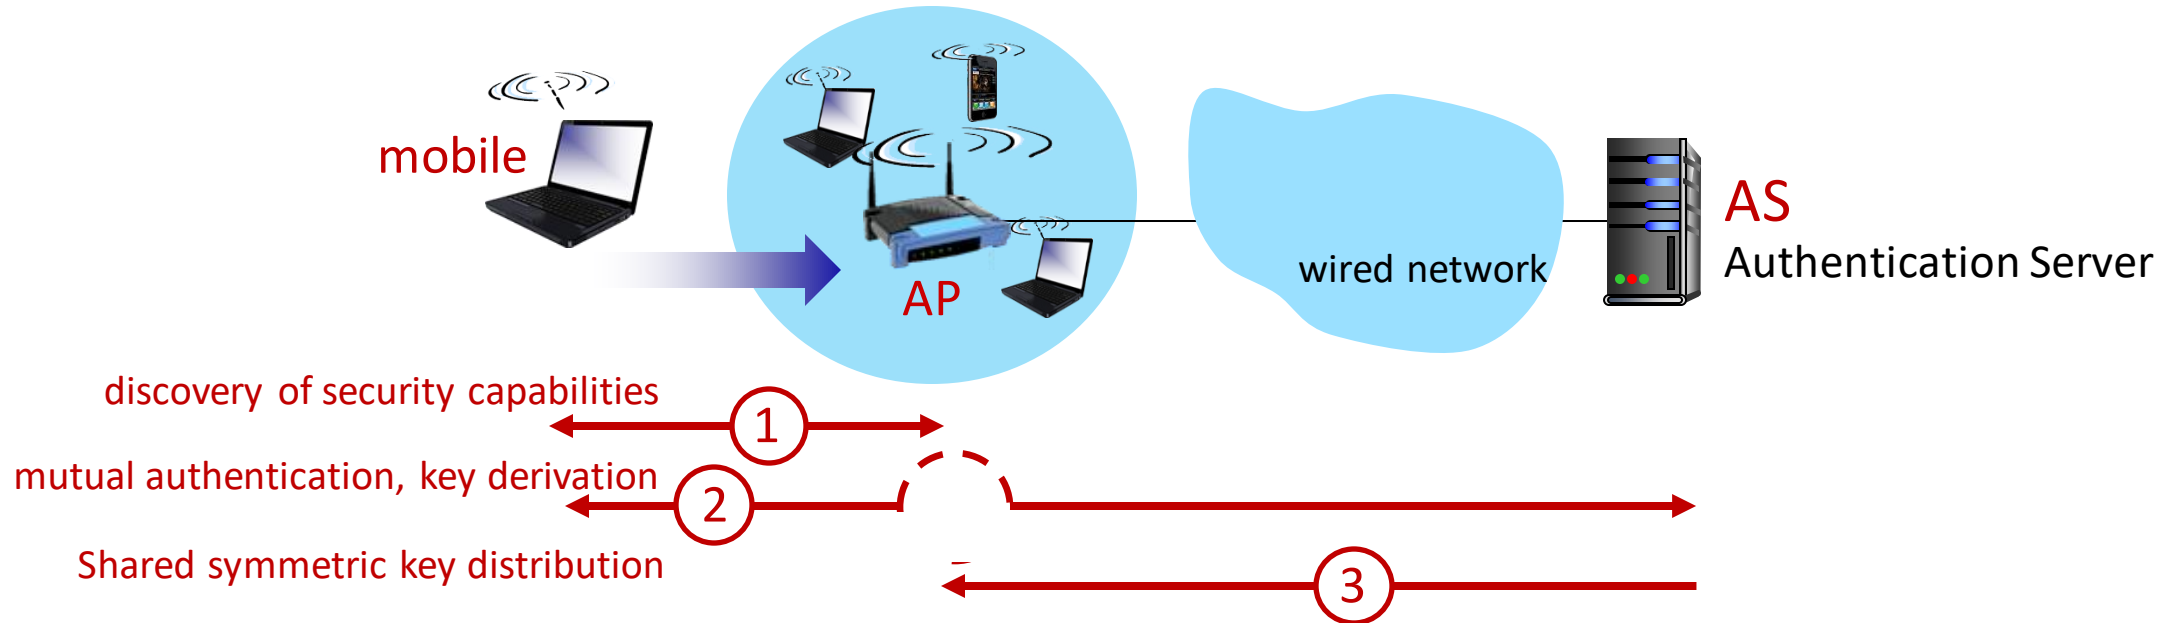 mobile
AP
wired network
AS
Authentication Server
discovery of security capabilities
1
mutual authentication, key derivation
2
Shared symmetric key distribution
3